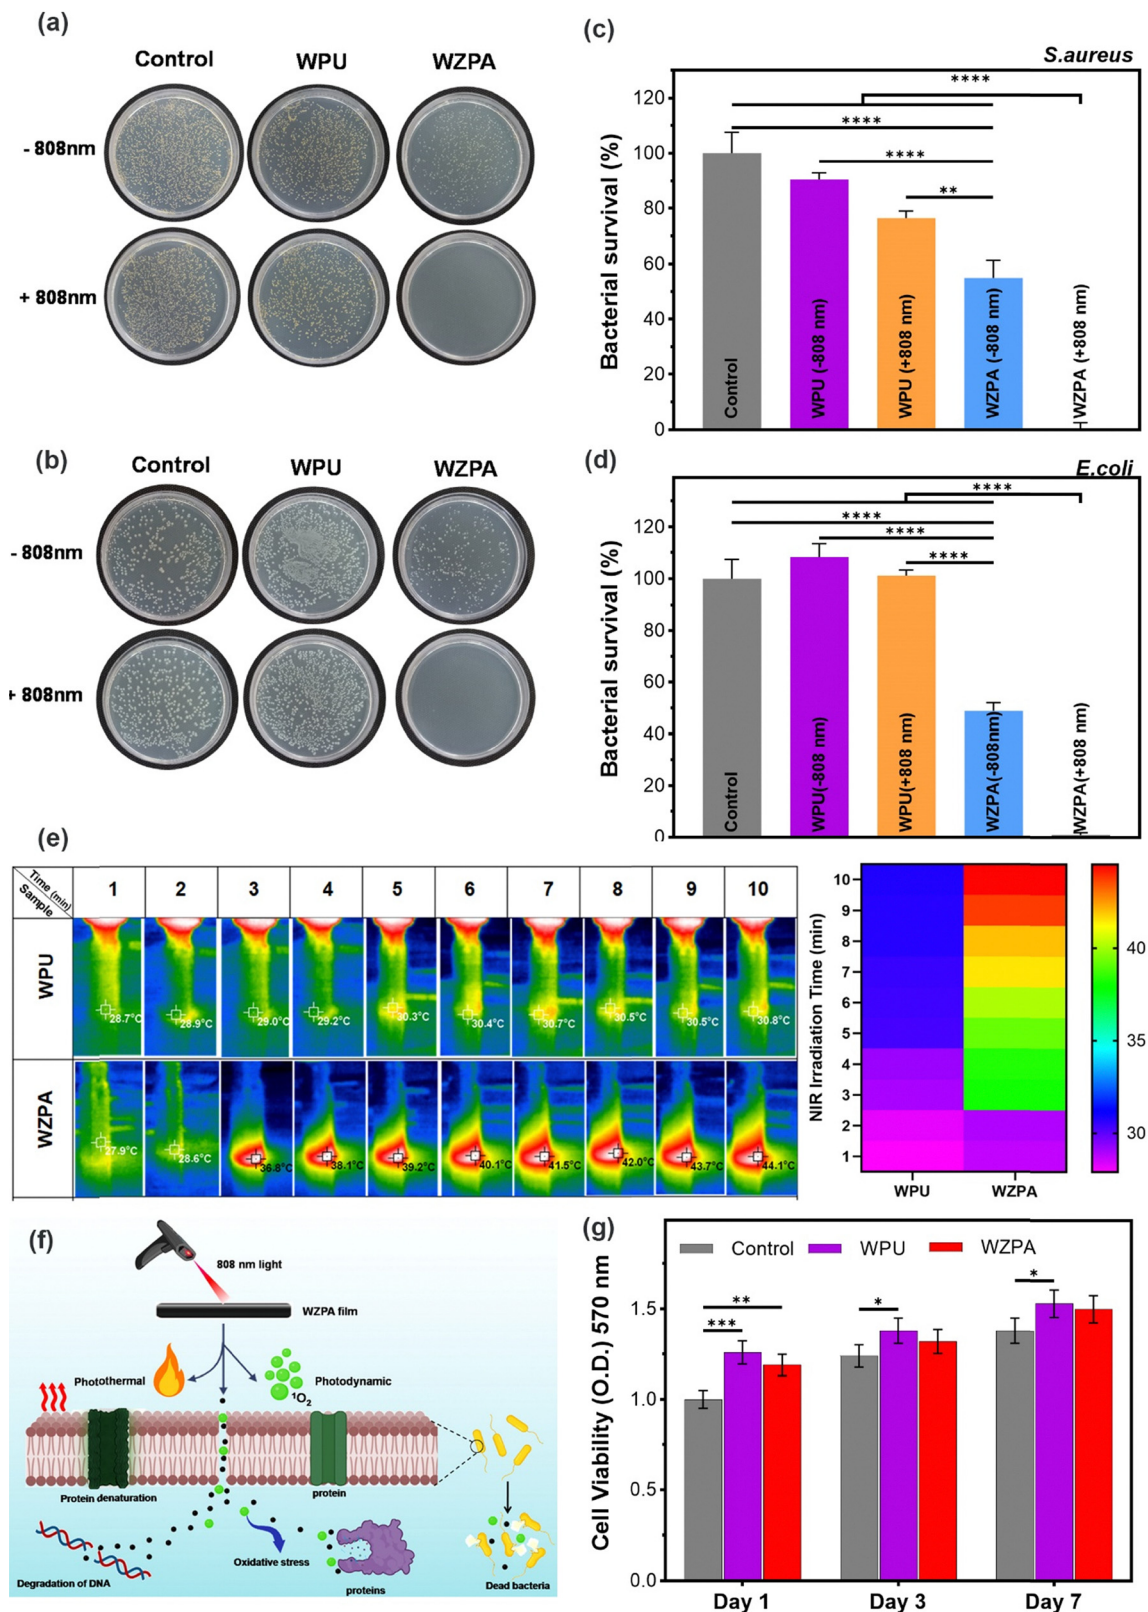 (a)
Control WPU WZPA
- 808nm
+ 808nm
(b)
Control WPU WZPA
- 808nm
+ 808nm
(c)
S.aureus
****
****
****
**
Bacterial survival (%)
120
100
80
60
40
20
0
Control
WPU (-808 nm)
WPU (+808 nm)
WZPA (-808 nm)
WZPA (+808 nm)
(d)
E.coli
****
****
****
****
Bacterial survival (%)
120
100
80
60
40
20
0
Control
WPU(-808 nm)
WPU(+808 nm)
WZPA(-808nm)
WZPA(+808 nm)
(e)
Time (min)
Sample
1 2 3 4 5 6 7 8 9 10
WPU
28.7°C 28.9°C 29.0°C 29.2°C 30.3°C 30.4°C 30.7°C 30.5°C 30.5°C 30.8°C
WZPA
27.9°C 28.6°C 36.8°C 38.1°C 39.2°C 40.1°C 41.5°C 42.0°C 43.7°C 44.1°C
NIR Irradiation Time (min)
10
9
8
7
6
5
4
3
2
1
WPU WZPA
40
30
(f)
808 nm light
WZPA film
Photothermal
Photodynamic
¹O₂
Protein denaturation
protein
Oxidative stress
Degradation of DNA
proteins
Dead bacteria
(g)
Control WPU WZPA
Cell Viability (O.D.) 570 nm
1.5
1.0
0.5
0.0
**
***
*
*
Day 1 Day 3 Day 7